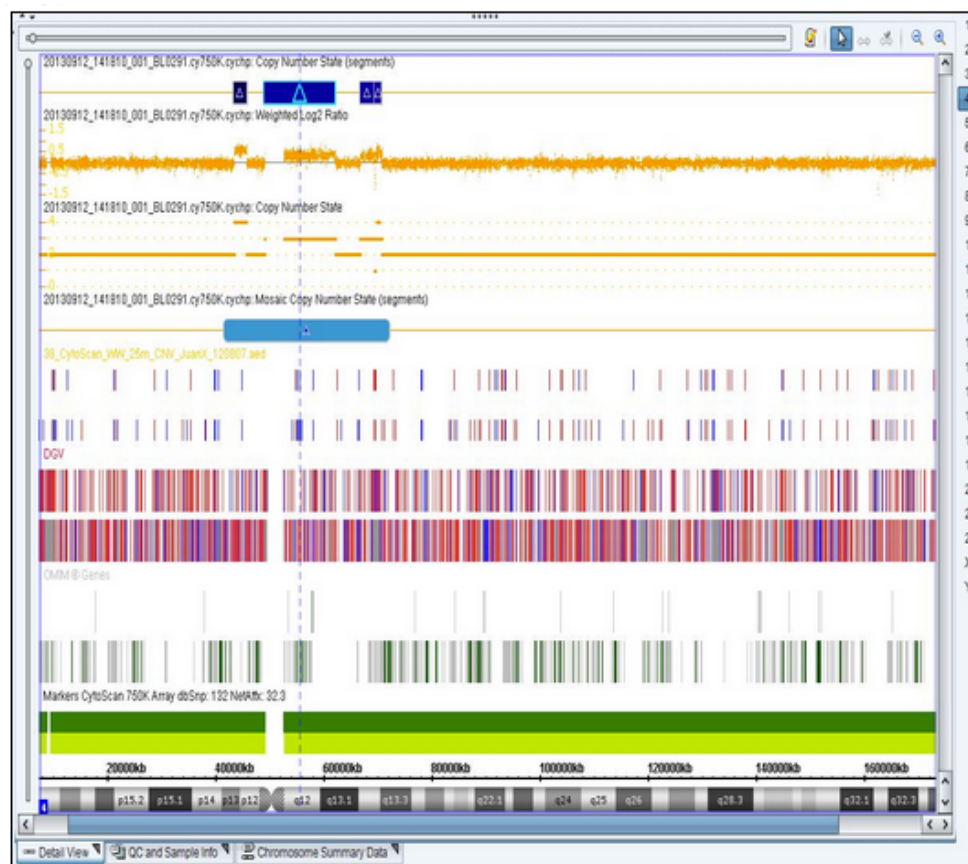 20130912_141810_001_BL0291.cy750K.cychp: Copy Number State (segments)
20130912_141810_001_BL0291.cy750K.cychp: Weighted Log2 Ratio
1.5
0.5
-1.5
20130912_141810_001_BL0291.cy750K.cychp: Copy Number State
4
0
20130912_141810_001_BL0291.cy750K.cychp: Mosaic Copy Number State (segments)
38_CytoScan_WW_25m_CNV_JuanX_120807.aed
DGV
OMIM ® Genes
Markers CytoScan 750K Array dbSnp: 132 NetAffx: 32.3
20000kb 40000kb 60000kb 80000kb 100000kb 120000kb 140000kb 160000kb
4 p15.2 p15.1 p14 p13 p12 q12 q13.1 q13.3 q22.1 q24 q25 q26 q28.3 q32.1 q32.3
Detail View QC and Sample Info Chromosome Summary Data